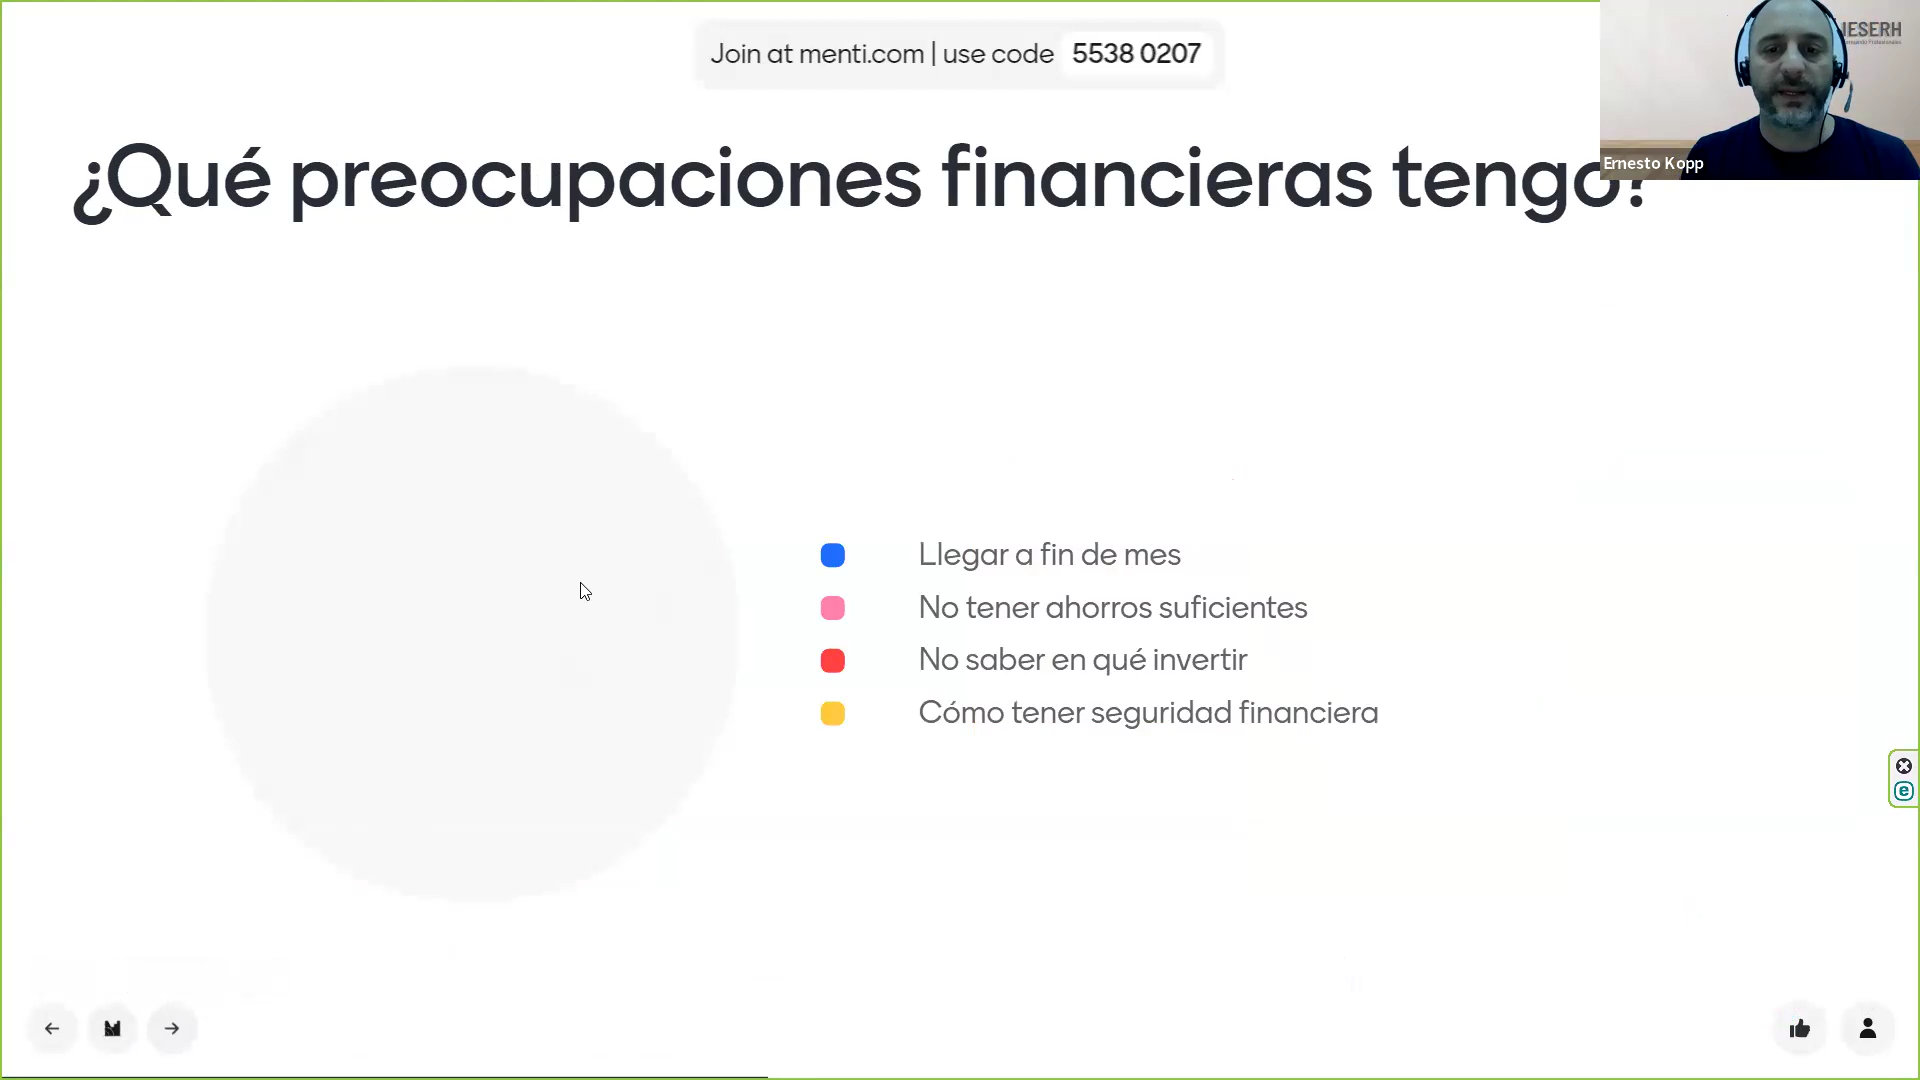 Join at menti.com | use code 5538 0207
IESERH
Ernesto Kopp
¿Qué preocupaciones financieras tengo?
Llegar a fin de mes
No tener ahorros suficientes
No saber en qué invertir
Cómo tener seguridad financiera